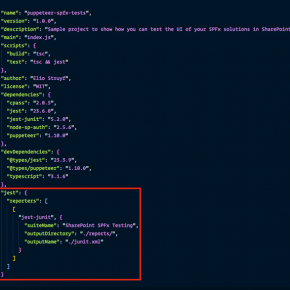 "name": "puppeteer-spfx-tests",
"version": "1.0.0",
"description": "Sample project to show how you can test the UI of your SPFx solutions in SharePoint
"main": "index.js",
"scripts": {
"build": "tsc",
"test": "tsc && jest"
},
"author": "Elio Struyf",
"license": "MIT",
"dependencies": {
"cpass": "2.0.5",
"jest": "23.6.0",
"jest-junit": "5.2.0",
"node-sp-auth": "2.5.6",
"puppeteer": "1.10.0"
},
"devDependencies": {
"@types/jest": "23.3.9",
"@types/puppeteer": "1.10.0",
"typescript": "3.1.6"
},
"jest": {
"reporters": [
[
"jest-junit", {
"suiteName": "SharePoint SPFx Testing",
"outputDirectory": "./reports/",
"outputName": "./junit.xml"
}
]
]
}